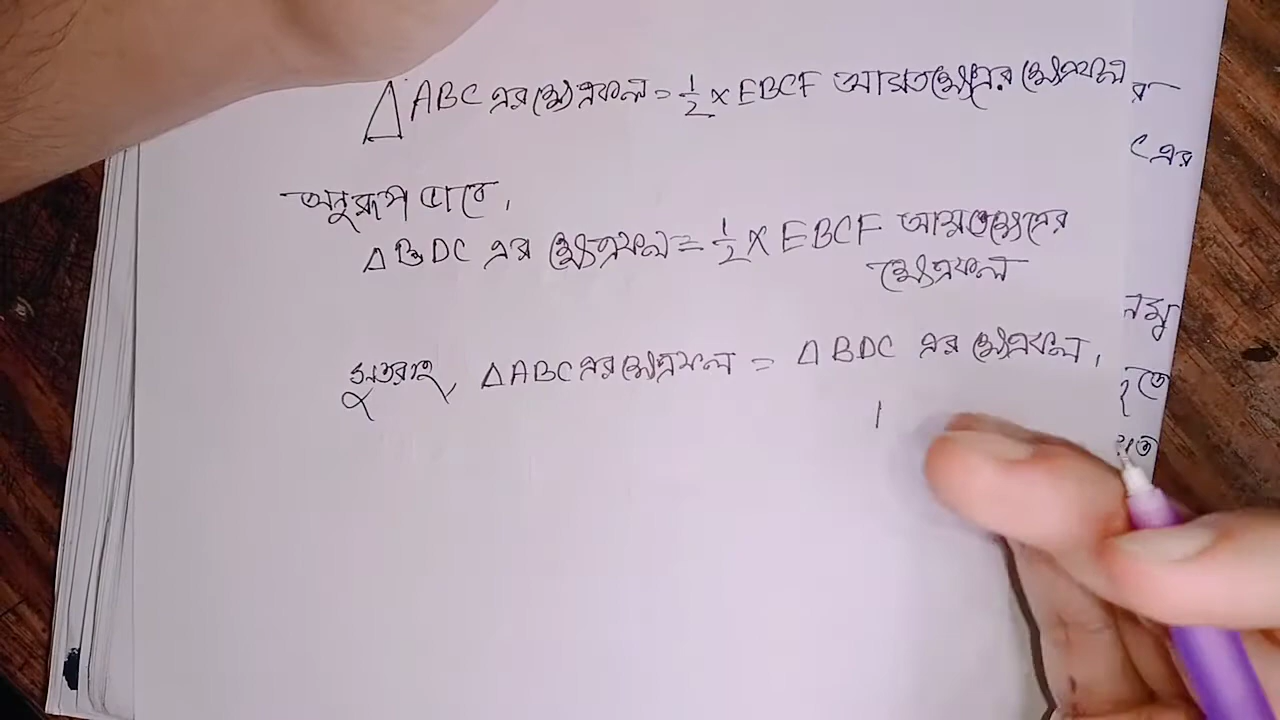 △ABC এর ক্ষেত্রফল = 1/2 × EBCF আয়তক্ষেত্রের ক্ষেত্রফল
অনুরূপ ভাবে,
△BDC এর ক্ষেত্রফল = 1/2 × EBCF আয়তক্ষেত্রের
ক্ষেত্রফল
সুতরাং, △ABC এর ক্ষেত্রফল = △BDC এর ক্ষেত্রফল,
র
C এর